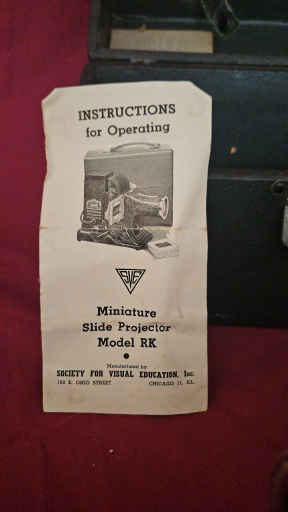 INSTRUCTIONS
for Operating
SVE
Miniature
Slide Projector
Model RK
Manufactured by
SOCIETY FOR VISUAL EDUCATION, Inc.
100 E. OHIO STREET CHICAGO 11, ILL.